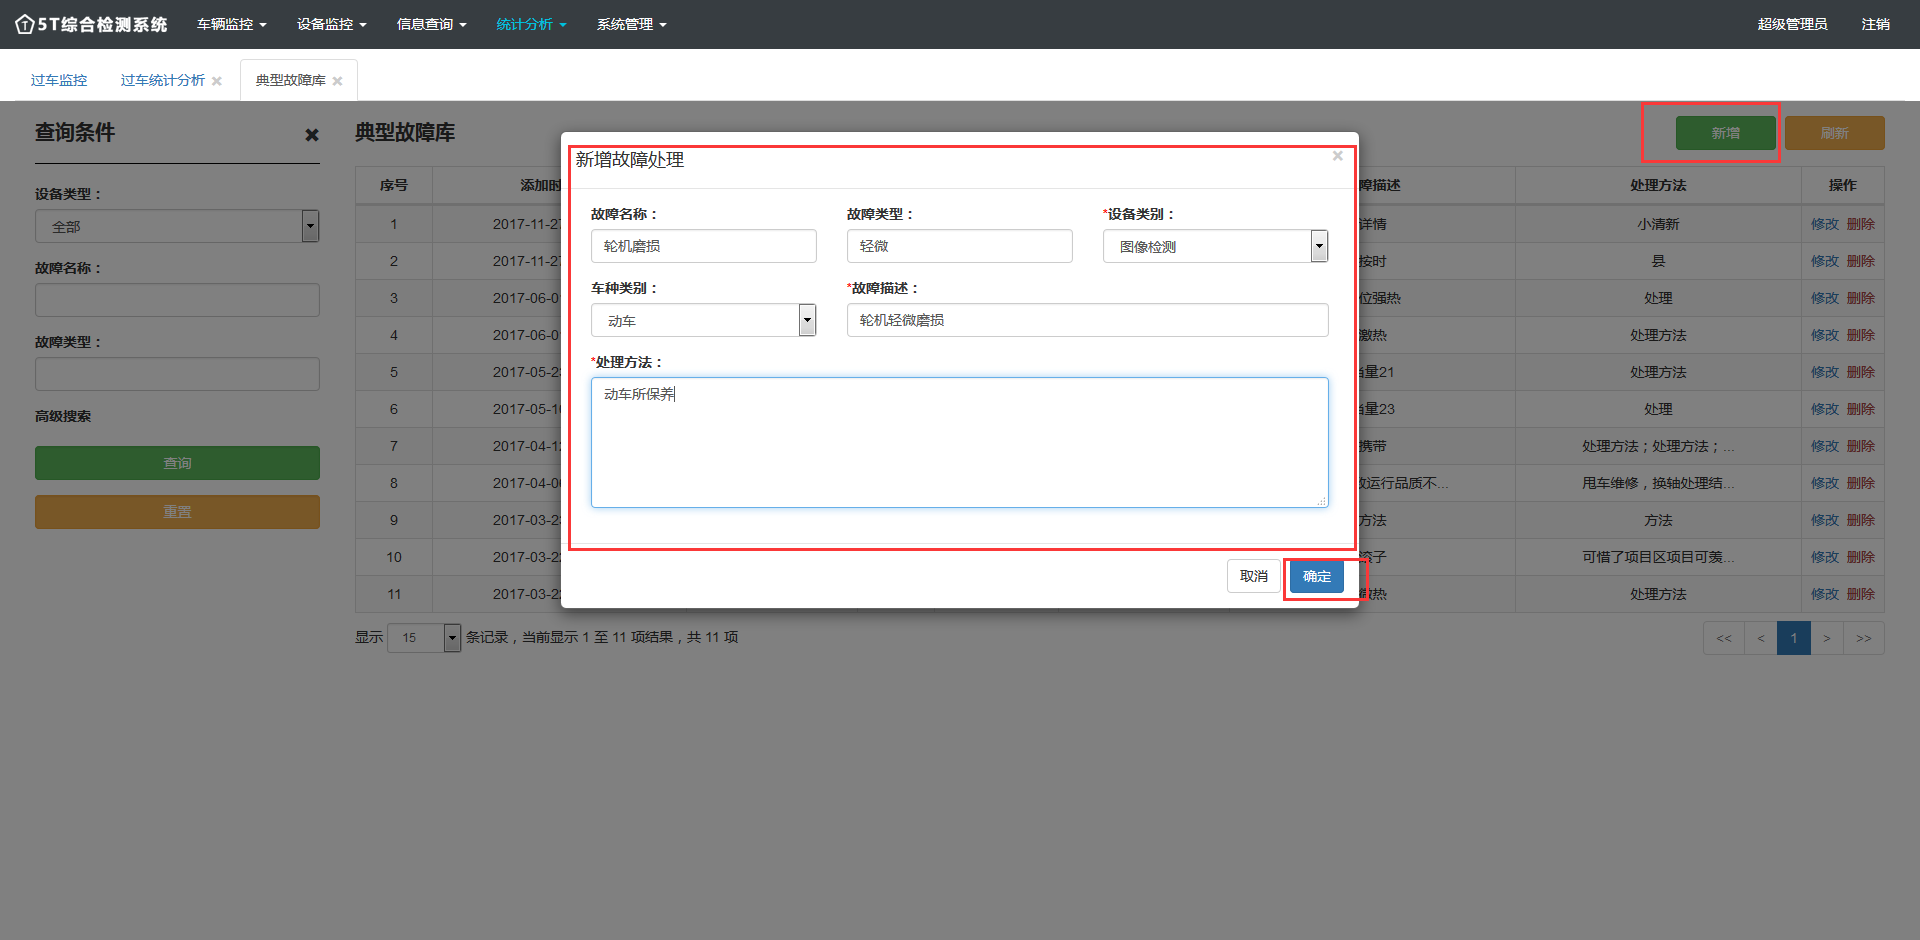 5T综合检测系统 车辆监控 设备监控 信息查询 统计分析 系统管理 超级管理员 注销
过车监控 过车统计分析 典型故障库
查询条件
设备类型：
全部
故障名称：
故障类型：
高级搜索
查询
重置
典型故障库 新增 刷新
序号 添加时 障描述 处理方法 操作
1 2017-11-27 详情 小清新 修改 删除
2 2017-11-27 按时 县 修改 删除
3 2017-06-0 位强热 处理 修改 删除
4 2017-06-0 激热 处理方法 修改 删除
5 2017-05-2 量21 处理方法 修改 删除
6 2017-05-10 量23 处理 修改 删除
7 2017-04-12 携带 处理方法；处理方法；... 修改 删除
8 2017-04-06 运行品质不... 甩车维修，换轴处理结... 修改 删除
9 2017-03-2 方法 方法 修改 删除
10 2017-03-22 滚子 可惜了项目区项目可羡... 修改 删除
11 2017-03-2 热 处理方法 修改 删除
显示 15 条记录，当前显示 1 至 11 项结果，共 11 项
<< < 1 > >>
新增故障处理
故障名称： 故障类型： *设备类别：
轮机磨损 轻微 图像检测
车种类别： *故障描述：
动车 轮机轻微磨损
*处理方法：
动车所保养
取消 确定